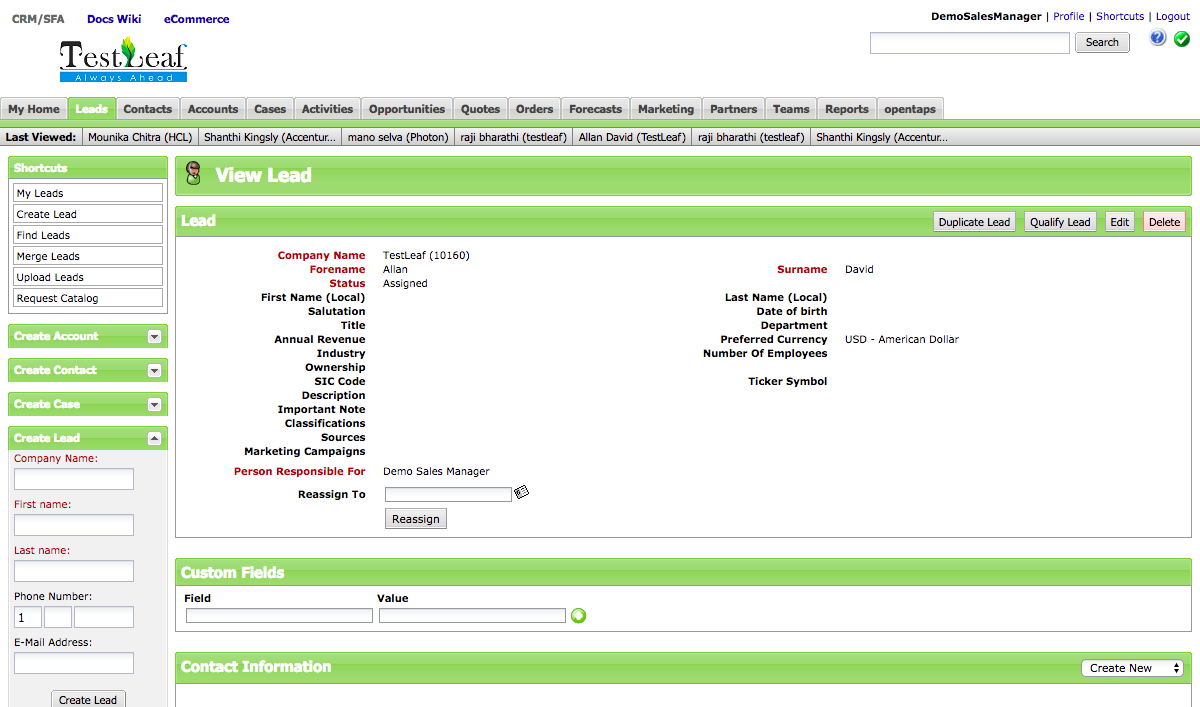 CRM/SFA Docs Wiki eCommerce
DemoSalesManager | Profile | Shortcuts | Logout
TestLeaf
Always Ahead
Search
?
My Home Leads Contacts Accounts Cases Activities Opportunities Quotes Orders Forecasts Marketing Partners Teams Reports opentaps
Last Viewed: Mounika Chitra (HCL) Shanthi Kingsly (Accentur... mano selva (Photon) raji bharathi (testleaf) Allan David (TestLeaf) raji bharathi (testleaf) Shanthi Kingsly (Accentur...
Shortcuts
My Leads
Create Lead
Find Leads
Merge Leads
Upload Leads
Request Catalog
Create Account
Create Contact
Create Case
Create Lead
Company Name:
First name:
Last name:
Phone Number:
1
E-Mail Address:
Create Lead
View Lead
Lead Duplicate Lead Qualify Lead Edit Delete
Company Name TestLeaf (10160)
Forename Allan Surname David
Status Assigned
First Name (Local) Last Name (Local)
Salutation Date of birth
Title Department
Annual Revenue Preferred Currency USD - American Dollar
Industry Number Of Employees
Ownership
SIC Code Ticker Symbol
Description
Important Note
Classifications
Sources
Marketing Campaigns
Person Responsible For Demo Sales Manager
Reassign To
Reassign
Custom Fields
Field Value
Contact Information Create New